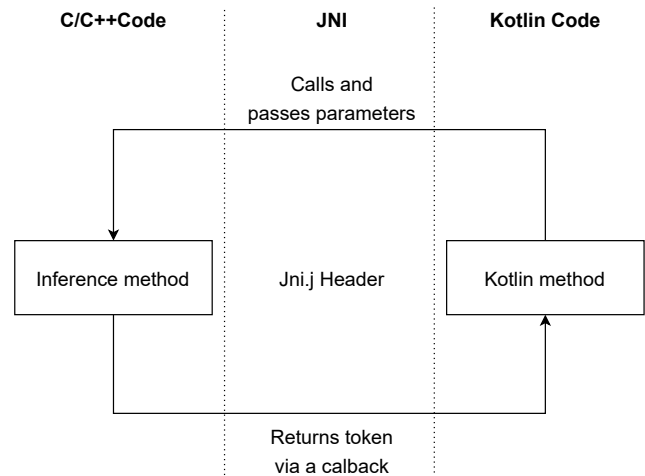 C/C++Code
JNI
Kotlin Code
Calls and
passes parameters
Inference method
Jni.j Header
Kotlin method
Returns token
via a calback